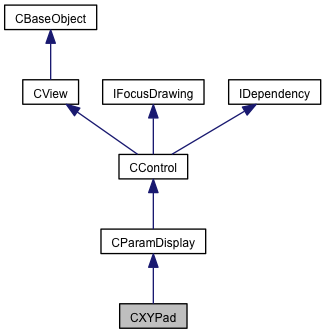 CBaseObject
CView
IFocusDrawing
IDependency
CControl
CParamDisplay
CXYPad